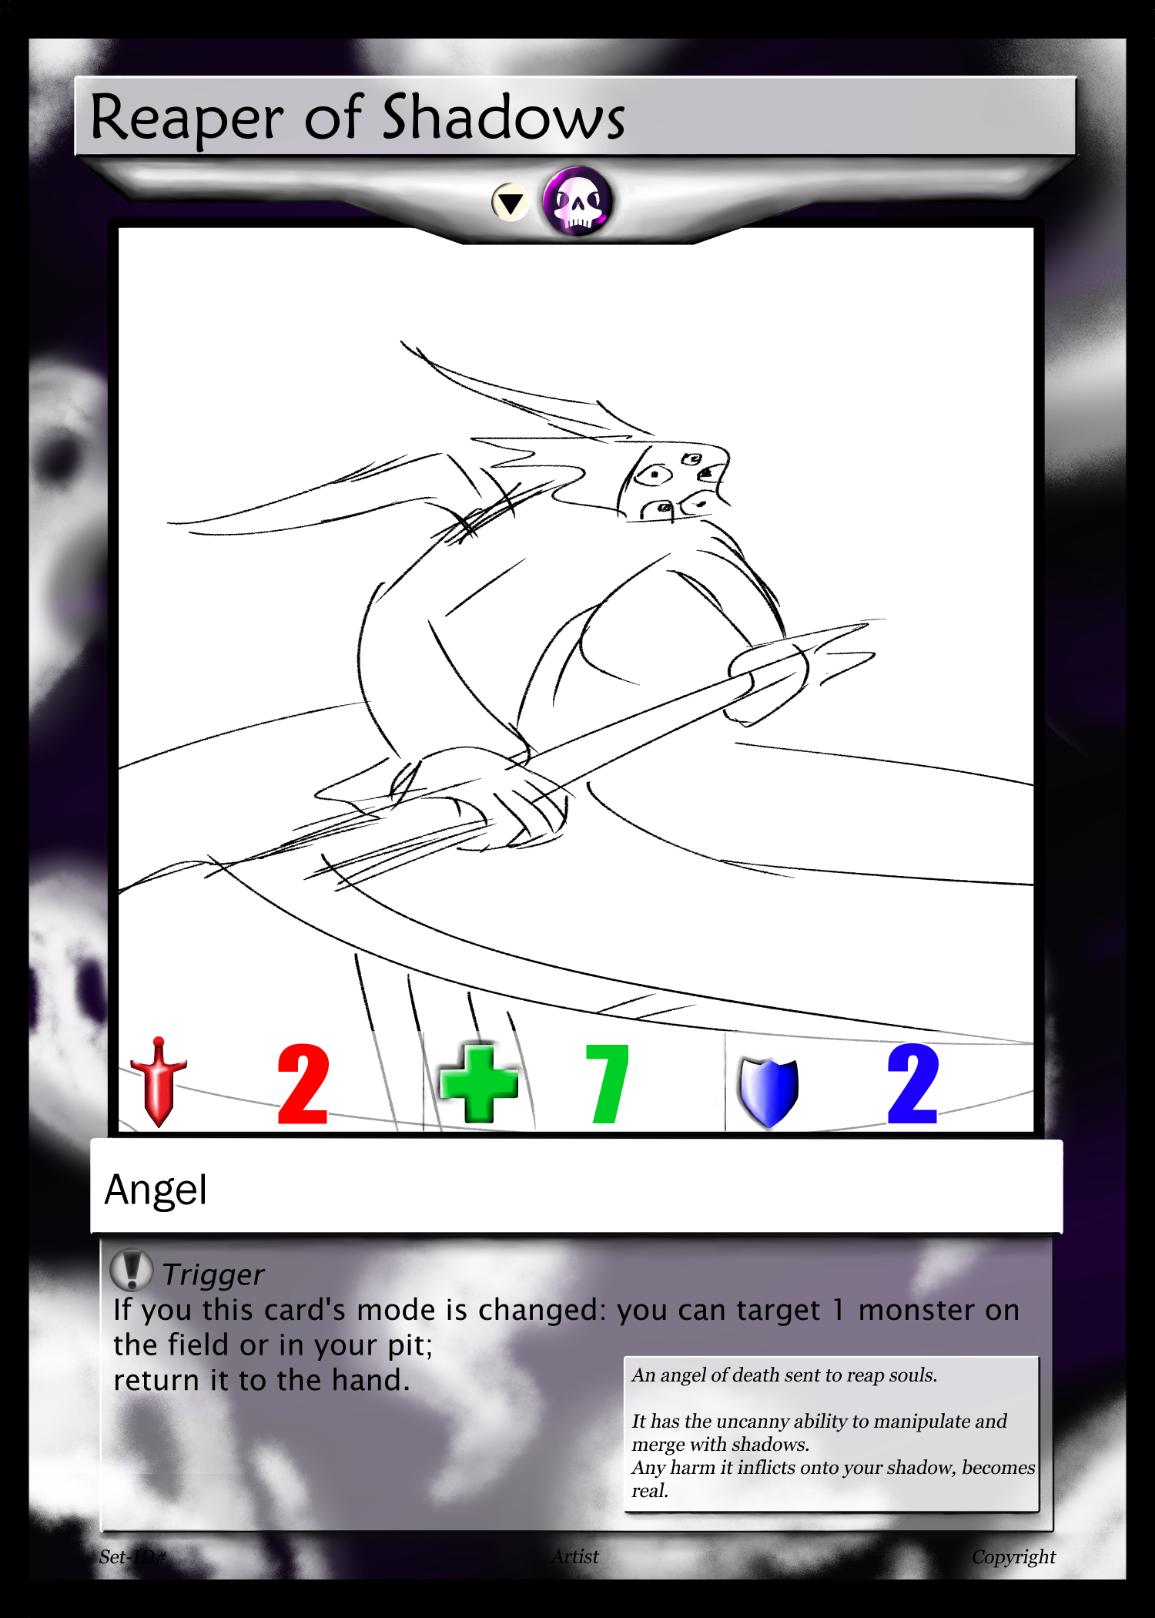 Reaper of Shadows
2
7
2
Angel
Trigger
If you this card's mode is changed: you can target 1 monster on
the field or in your pit;
return it to the hand.
An angel of death sent to reap souls.
It has the uncanny ability to manipulate and
merge with shadows.
Any harm it inflicts onto your shadow, becomes
real.
Set-ID#
Artist
Copyright